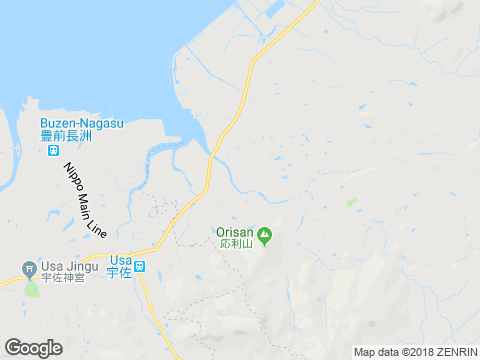 Buzen-Nagasu
豊前長洲
Nippo Main Line
Orisan
応利山
Usa
宇佐
Usa Jingu
宇佐神宮
Google
Map data ©2018 ZENRIN